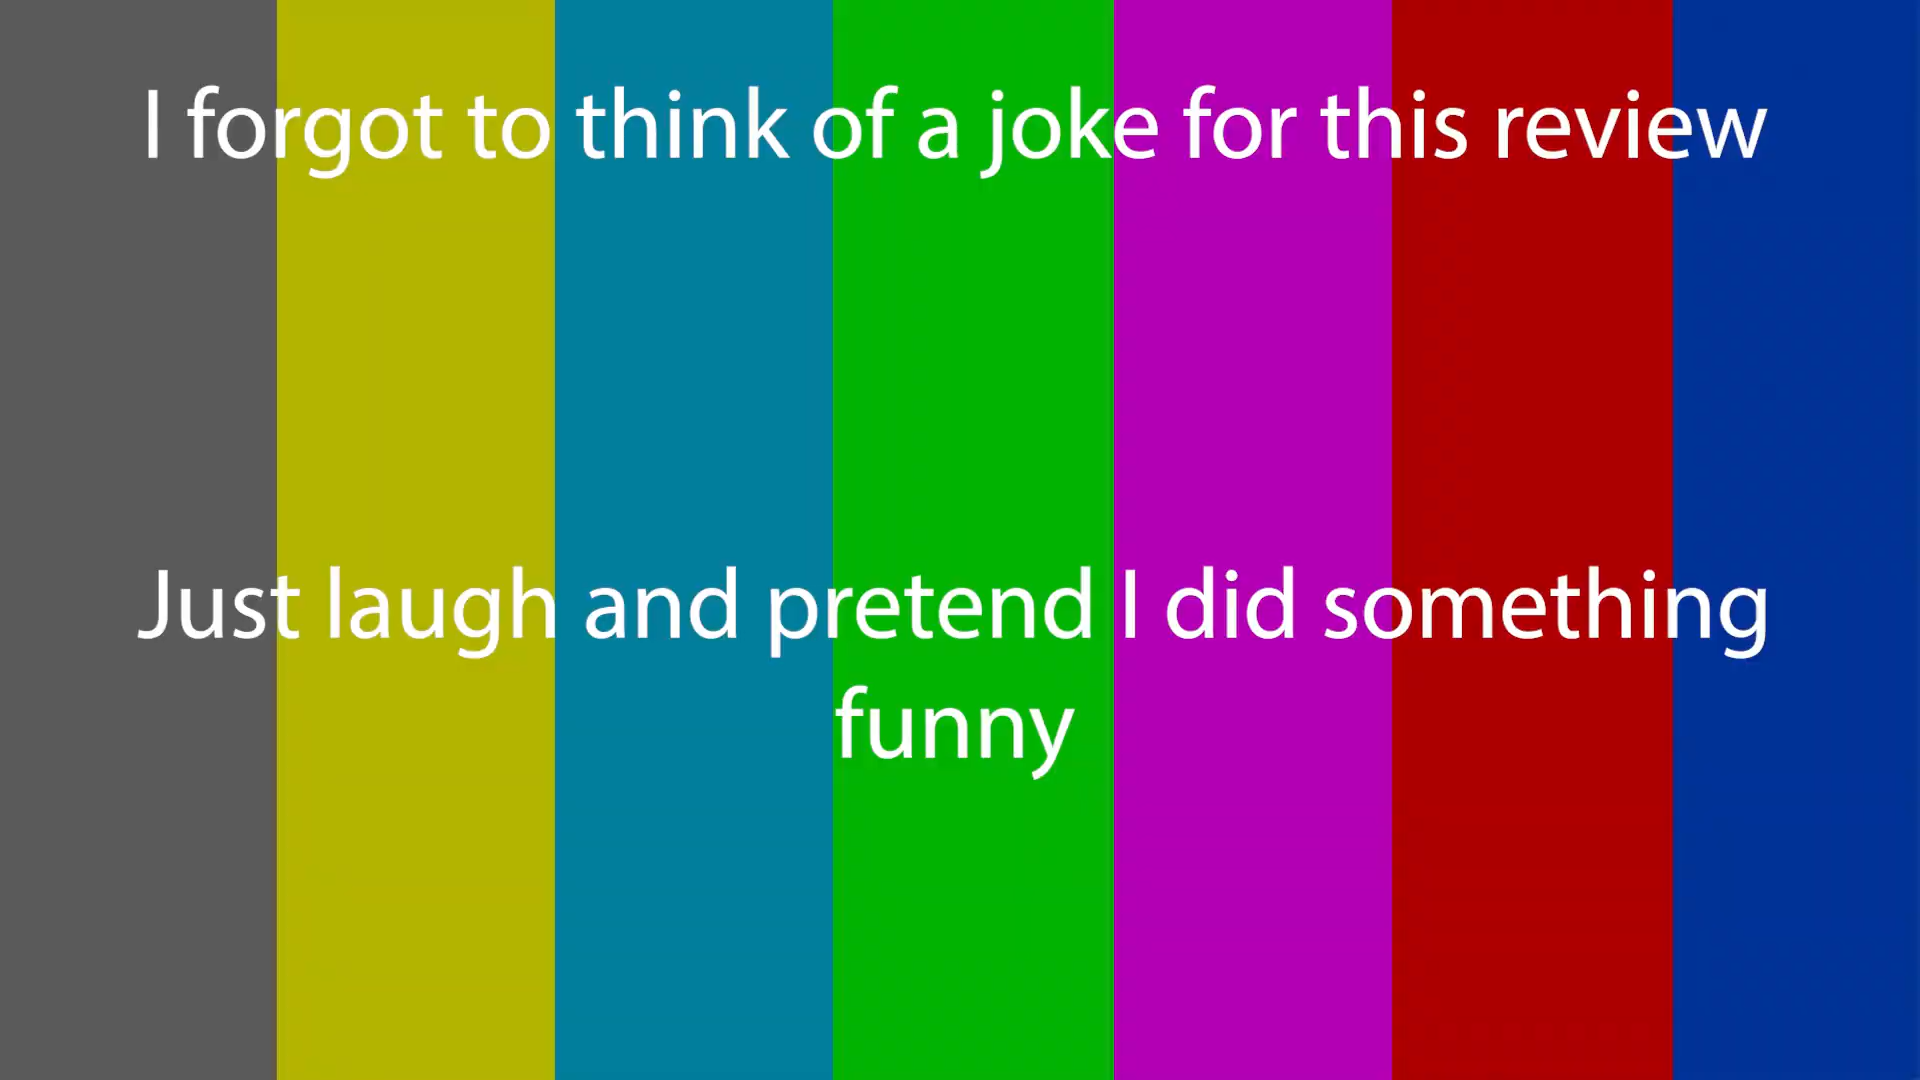 I forgot to think of a joke for this review
Just laugh and pretend I did something
funny